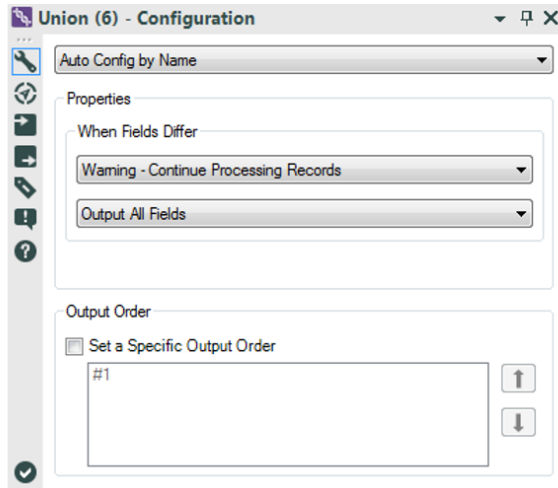 Union (6) - Configuration
Auto Config by Name
Properties
When Fields Differ
Warning - Continue Processing Records
Output All Fields
Output Order
Set a Specific Output Order
#1